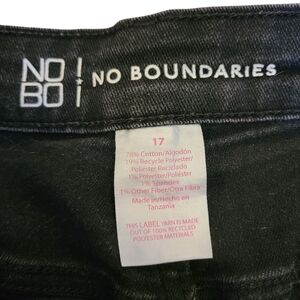 NO
BO
NO BOUNDARIES
17
78% Cotton/Algodón
19% Recycle Polyester/
Poliester Reciclado
1% Polyester/Poliéster
1% Spandex
1% Other Fiber/Otra Fibra
Made in/Hecho en
Tanzania
THIS LABEL YARN IS MADE
OUT OF 100% RECYCLED
POLYESTER MATERIALS